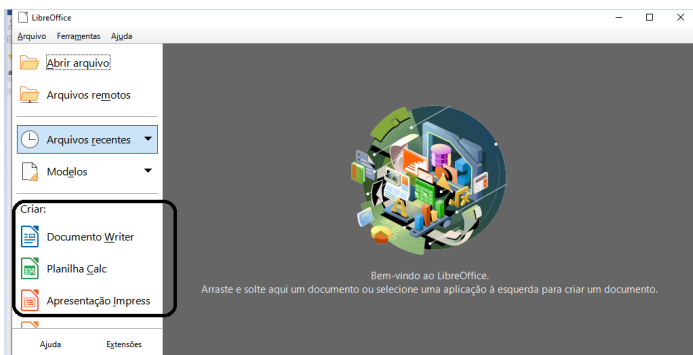 LibreOffice
Arquivo Ferramentas Ajuda
Abrir arquivo
Arquivos remotos
Arquivos recentes
Modelos
Criar:
Documento Writer
Planilha Calc
Apresentação Impress
Ajuda Extensões
Bem-vindo ao LibreOffice.
Arraste e solte aqui um documento ou selecione uma aplicação à esquerda para criar um documento.